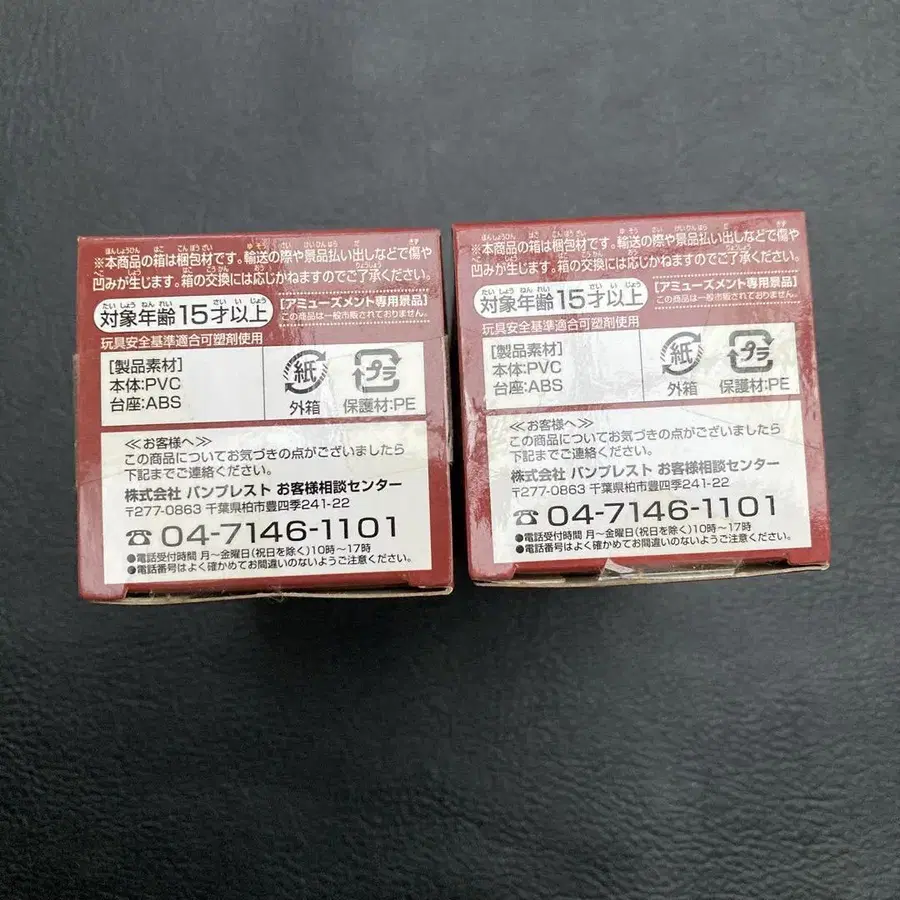 ※本商品の箱は梱包材です。輸送の際や景品払い出しなどで傷や
凹みが生じます。箱の交換には応じかねますのでご了承ください。
対象年齢15才以上
[アミューズメント専用景品]
この商品は一般市販されておりません。
玩具安全基準適合可塑剤使用
[製品素材]
本体:PVC
台座:ABS
紙
外箱
プラ
保護材:PE
≪お客様へ≫
この商品についてお気づきの点がございましたら
下記までご連絡ください。
株式会社 バンプレスト お客様相談センター
〒277-0863 千葉県柏市豊四季241-22
☎04-7146-1101
●電話受付時間 月〜金曜日(祝日を除く)10時〜17時
●電話番号はよく確かめてお間違いのないようご注意ください。
※本商品の箱は梱包材です。輸送の際や景品払い出しなどで傷や
凹みが生じます。箱の交換には応じかねますのでご了承ください。
対象年齢15才以上
[アミューズメント専用景品]
この商品は一般市販されておりません。
玩具安全基準適合可塑剤使用
[製品素材]
本体:PVC
台座:ABS
紙
外箱
プラ
保護材:PE
≪お客様へ≫
この商品についてお気づきの点がございましたら
下記までご連絡ください。
株式会社 バンプレスト お客様相談センター
〒277-0863 千葉県柏市豊四季241-22
☎04-7146-1101
●電話受付時間 月〜金曜日(祝日を除く)10時〜17時
●電話番号はよく確かめてお間違いのないようご注意ください。